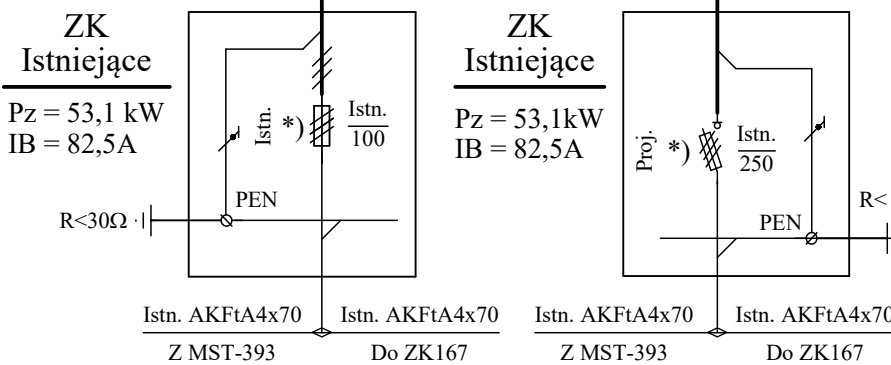 ZK
Istniejące
Pz = 53,1 kW
IB = 82,5A
Istn.
*)
Istn.
100
PEN
R<30Ω
Istn. AKFtA4x70
Istn. AKFtA4x70
Z MST-393
Do ZK167
ZK
Istniejące
Pz = 53,1kW
IB = 82,5A
Proj.
*)
Istn.
250
PEN
R<
Istn. AKFtA4x70
Istn. AKFtA4x70
Z MST-393
Do ZK167